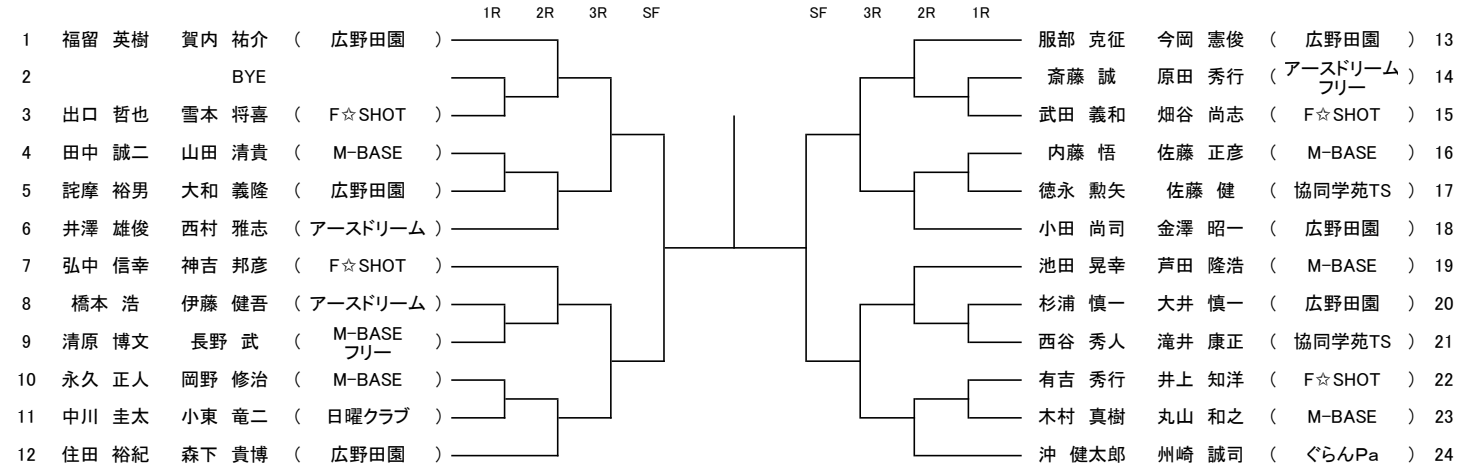 1R 2R 3R SF SF 3R 2R 1R
1 福留 英樹 賀内 祐介 ( 広野田園 ) 服部 克征 今岡 憲俊 ( 広野田園 ) 13
2 BYE 斎藤 誠 原田 秀行 ( アースドリーム フリー ) 14
3 出口 哲也 雪本 将喜 ( F☆SHOT ) 武田 義和 畑谷 尚志 ( F☆SHOT ) 15
4 田中 誠二 山田 清貴 ( M-BASE ) 内藤 悟 佐藤 正彦 ( M-BASE ) 16
5 詫摩 裕男 大和 義隆 ( 広野田園 ) 徳永 勲矢 佐藤 健 ( 協同学苑TS ) 17
6 井澤 雄俊 西村 雅志 ( アースドリーム ) 小田 尚司 金澤 昭一 ( 広野田園 ) 18
7 弘中 信幸 神吉 邦彦 ( F☆SHOT ) 池田 晃幸 芦田 隆浩 ( M-BASE ) 19
8 橋本 浩 伊藤 健吾 ( アースドリーム ) 杉浦 慎一 大井 慎一 ( 広野田園 ) 20
9 清原 博文 長野 武 ( M-BASE フリー ) 西谷 秀人 滝井 康正 ( 協同学苑TS ) 21
10 永久 正人 岡野 修治 ( M-BASE ) 有吉 秀行 井上 知洋 ( F☆SHOT ) 22
11 中川 圭太 小東 竜二 ( 日曜クラブ ) 木村 真樹 丸山 和之 ( M-BASE ) 23
12 住田 裕紀 森下 貴博 ( 広野田園 ) 沖 健太郎 州崎 誠司 ( ぐらんPa ) 24